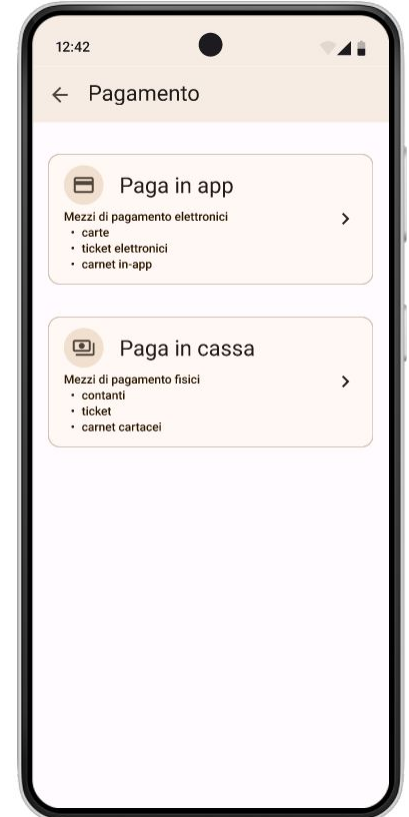 12:42
Pagamento
Paga in app
Mezzi di pagamento elettronici
• carte
• ticket elettronici
• carnet in-app
Paga in cassa
Mezzi di pagamento fisici
• contanti
• ticket
• carnet cartacei